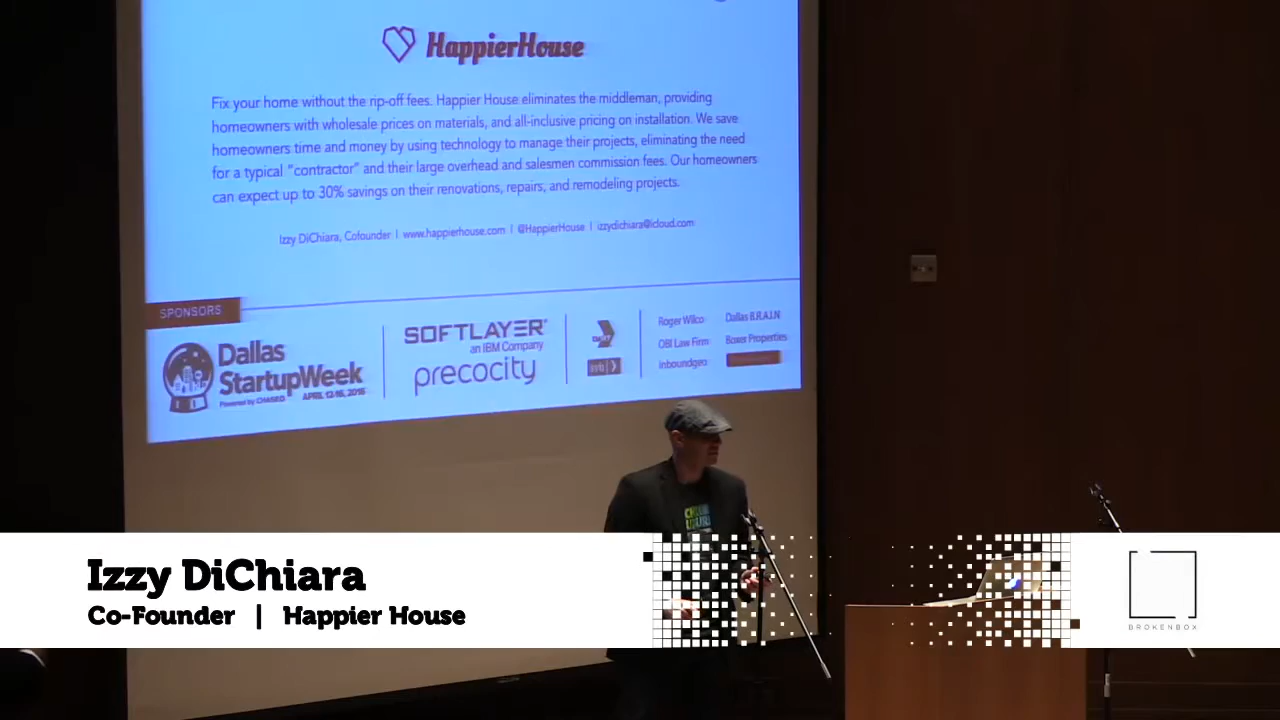 HappierHouse
Fix your home without the rip-off fees. Happier House eliminates the middleman, providing
homeowners with wholesale prices on materials, and all-inclusive pricing on installation. We save
homeowners time and money by using technology to manage their projects, eliminating the need
for a typical "contractor" and their large overhead and salesmen commission fees. Our homeowners
can expect up to 30% savings on their renovations, repairs, and remodeling projects.
Izzy DiChiara, Cofounder | www.happierhouse.com | @HappierHouse | izzydichiara@icloud.com
SPONSORS
Dallas
StartupWeek
Powered by CHASE
SOFTLAYER®
an IBM Company
precocity
Roger Wilco
OBI Law Firm
inboundgeo
Dallas B.R.A.I.N
Boxer Properties
Izzy DiChiara
Co-Founder | Happier House
BROKENBOX